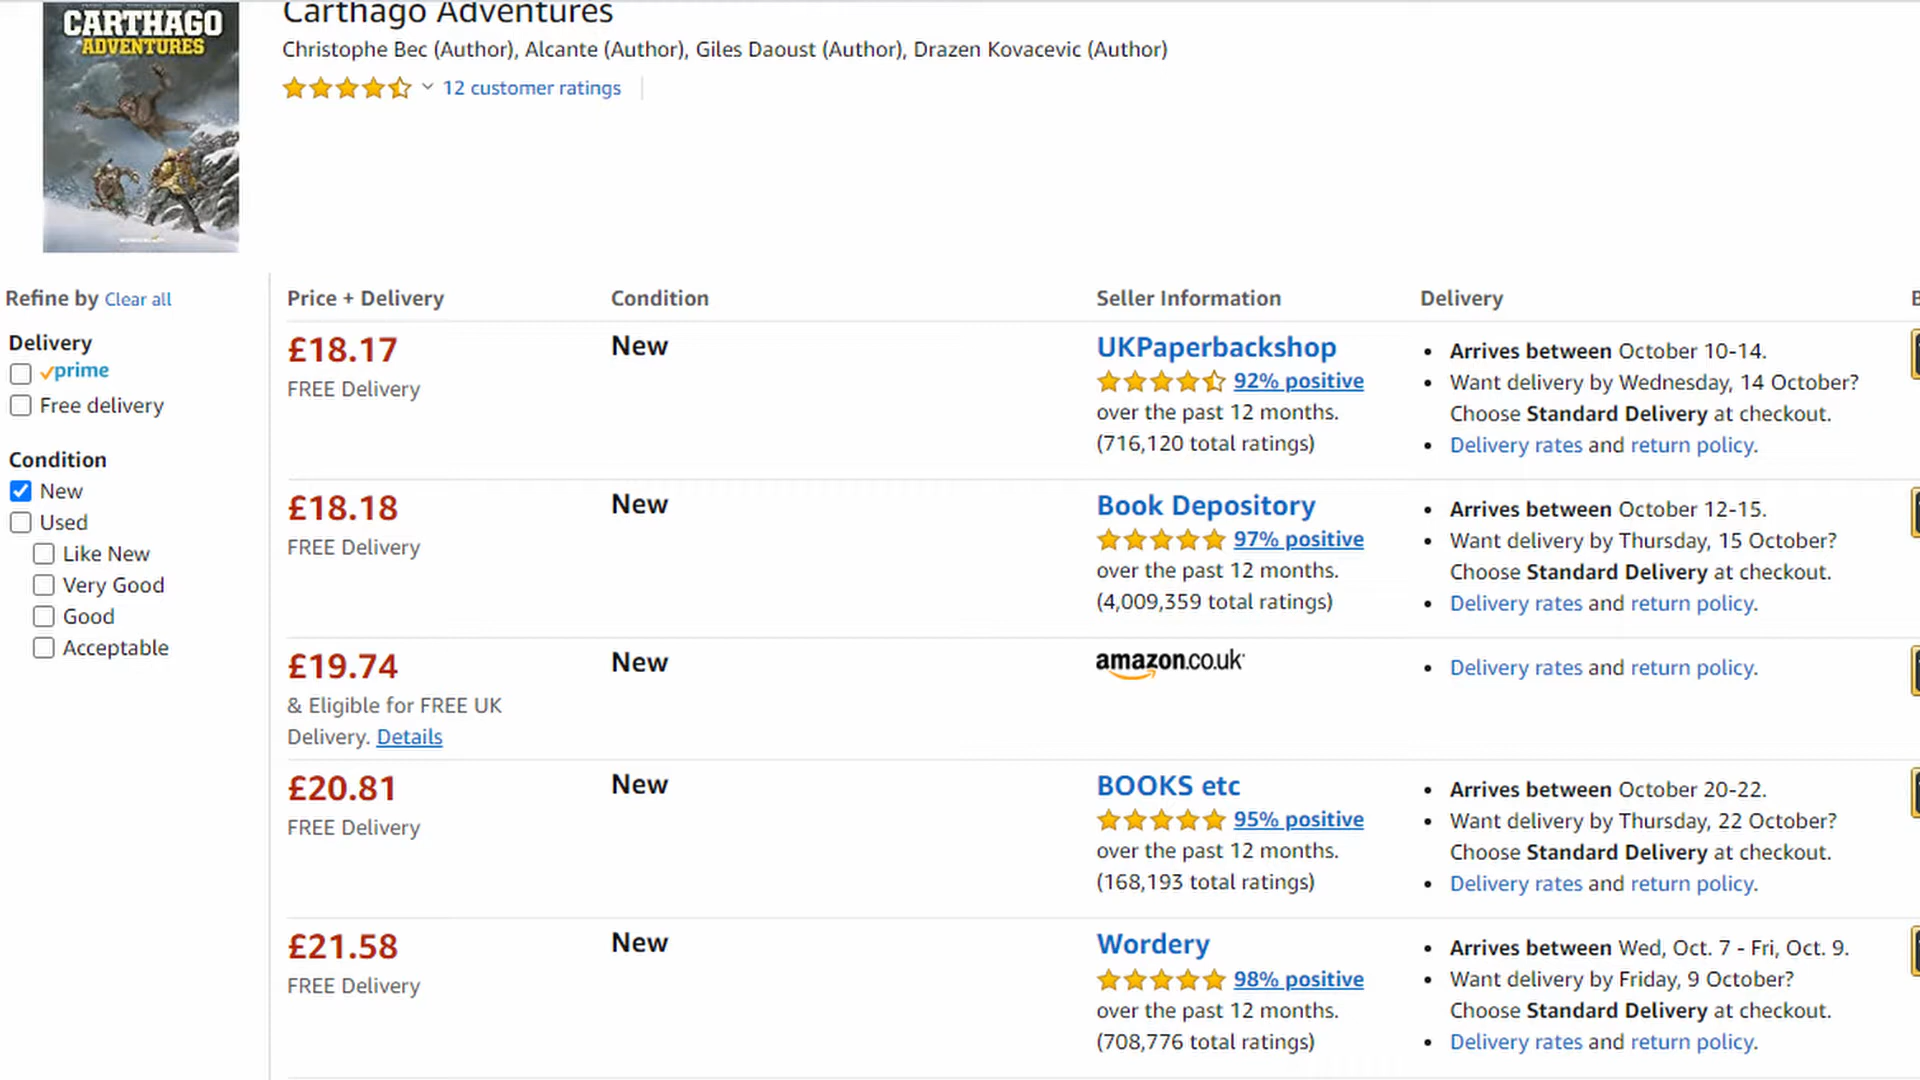 CARTHAGO
ADVENTURES
Carthago Adventures
Christophe Bec (Author), Alcante (Author), Giles Daoust (Author), Drazen Kovacevic (Author)
12 customer ratings
Refine by Clear all
Delivery
prime
Free delivery
Condition
New
Used
Like New
Very Good
Good
Acceptable
Price + Delivery
Condition
Seller Information
Delivery
£18.17
FREE Delivery
New
UKPaperbackshop
92% positive
over the past 12 months.
(716,120 total ratings)
Arrives between October 10-14.
Want delivery by Wednesday, 14 October?
Choose Standard Delivery at checkout.
Delivery rates and return policy.
£18.18
FREE Delivery
New
Book Depository
97% positive
over the past 12 months.
(4,009,359 total ratings)
Arrives between October 12-15.
Want delivery by Thursday, 15 October?
Choose Standard Delivery at checkout.
Delivery rates and return policy.
£19.74
& Eligible for FREE UK
Delivery. Details
New
amazon.co.uk
Delivery rates and return policy.
£20.81
FREE Delivery
New
BOOKS etc
95% positive
over the past 12 months.
(168,193 total ratings)
Arrives between October 20-22.
Want delivery by Thursday, 22 October?
Choose Standard Delivery at checkout.
Delivery rates and return policy.
£21.58
FREE Delivery
New
Wordery
98% positive
over the past 12 months.
(708,776 total ratings)
Arrives between Wed, Oct. 7 - Fri, Oct. 9.
Want delivery by Friday, 9 October?
Choose Standard Delivery at checkout.
Delivery rates and return policy.